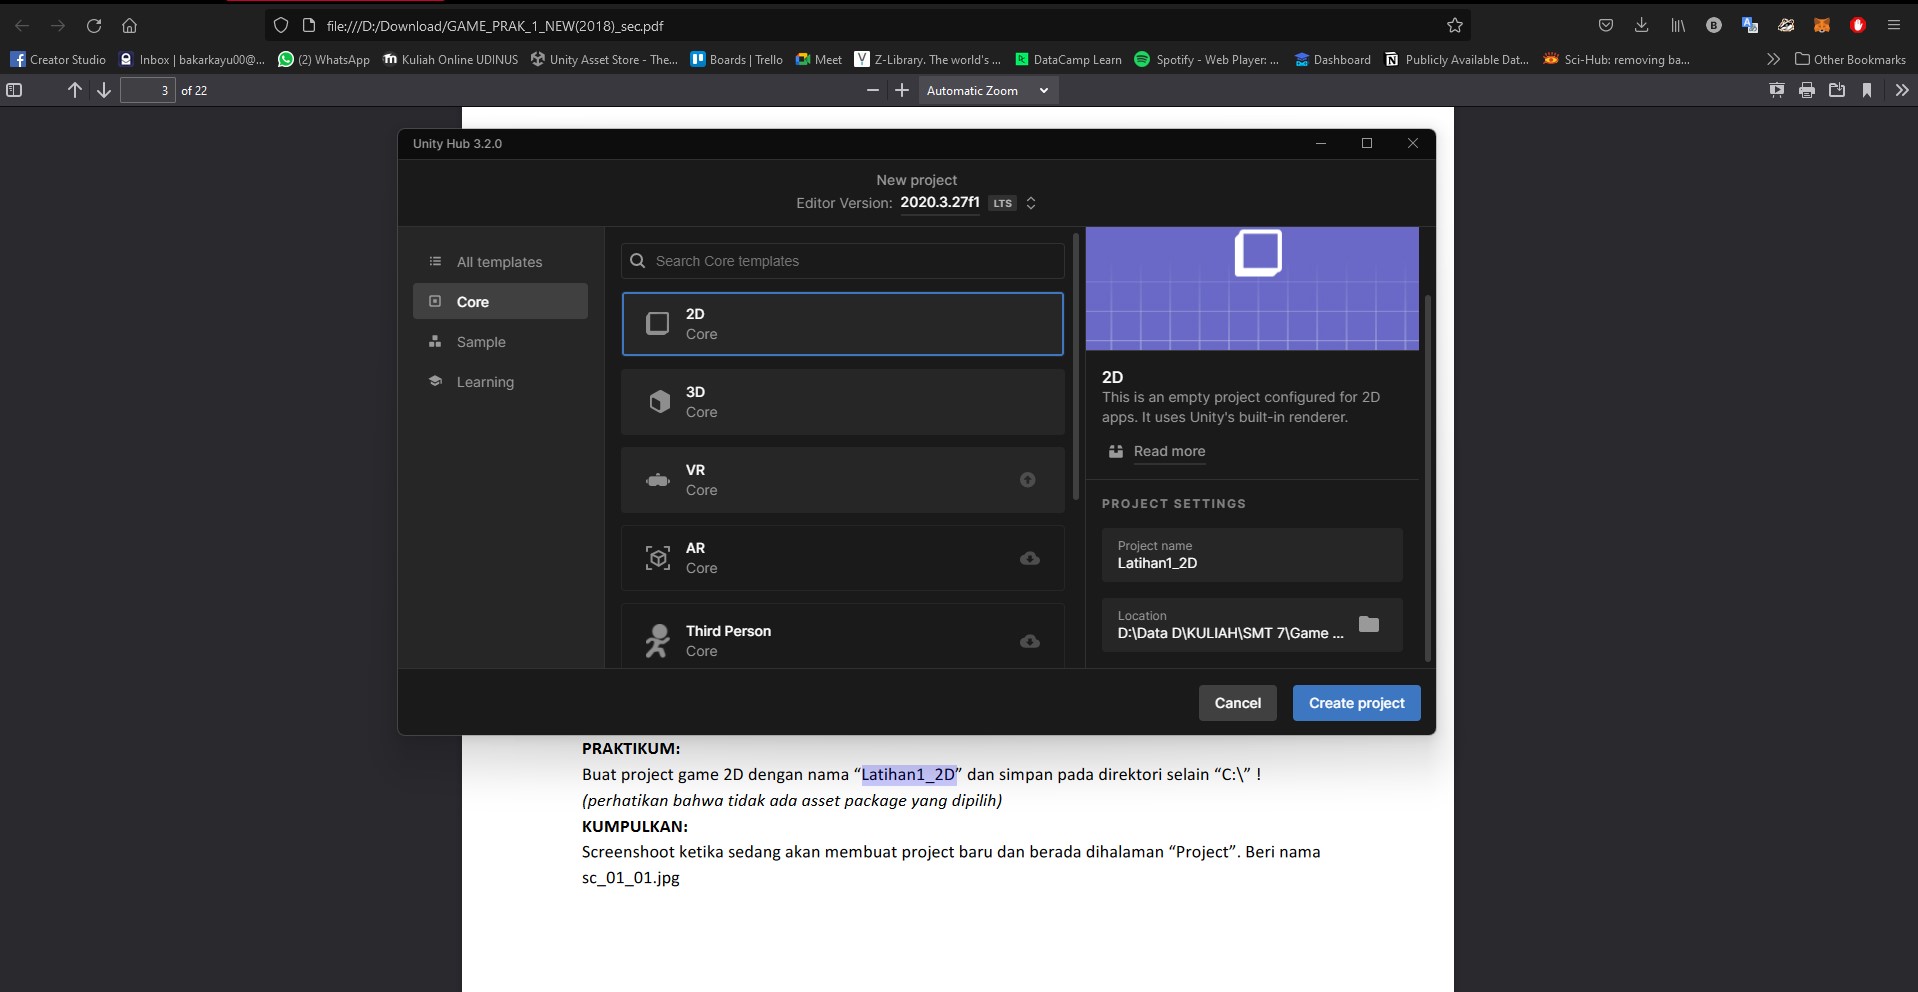 file:///D:/Download/GAME_PRAK_1_NEW(2018)_sec.pdf
Creator Studio
Inbox | bakarkayu00@...
(2) WhatsApp
Kuliah Online UDINUS
Unity Asset Store - The...
Boards | Trello
Meet
Z-Library. The world's ...
DataCamp Learn
Spotify - Web Player: ...
Dashboard
Publicly Available Dat...
Sci-Hub: removing ba...
Other Bookmarks
3 of 22
Automatic Zoom
Unity Hub 3.2.0
New project
Editor Version: 2020.3.27f1 LTS
All templates
Core
Sample
Learning
Search Core templates
2D
Core
3D
Core
VR
Core
AR
Core
Third Person
Core
2D
This is an empty project configured for 2D
apps. It uses Unity's built-in renderer.
Read more
PROJECT SETTINGS
Project name
Latihan1_2D
Location
D:\Data D\KULIAH\SMT 7\Game ...
Cancel
Create project
PRAKTIKUM:
Buat project game 2D dengan nama “Latihan1_2D” dan simpan pada direktori selain “C:\” !
(perhatikan bahwa tidak ada asset package yang dipilih)
KUMPULKAN:
Screenshoot ketika sedang akan membuat project baru dan berada dihalaman “Project”. Beri nama
sc_01_01.jpg